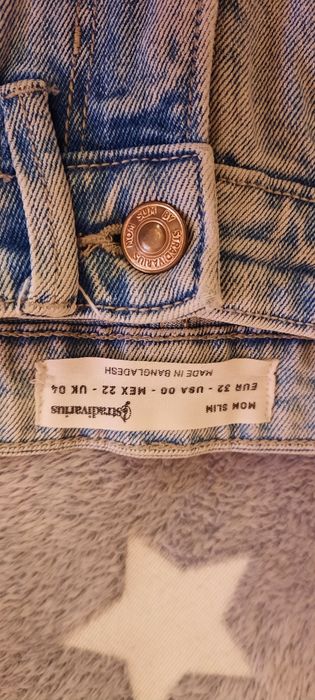 MOM SLIM BY STRADIVARIUS
stradivarius
MOM SLIM
EUR 32 - USA 00 - MEX 22 - UK 04
MADE IN BANGLADESH